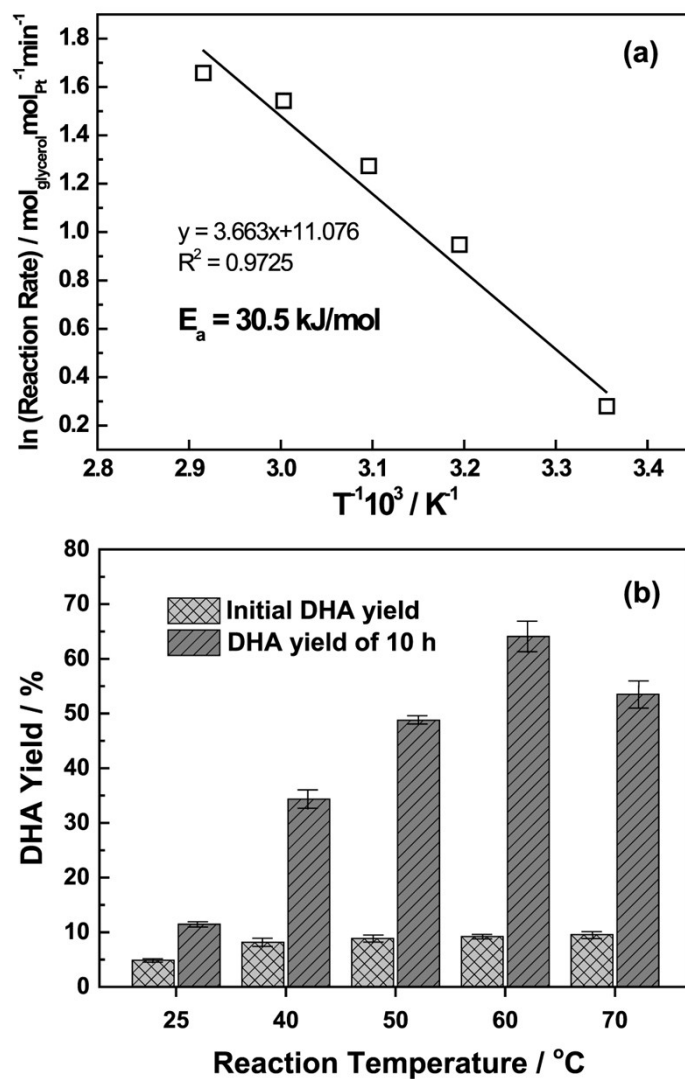 (a)
ln (Reaction Rate) / mol_glycerol mol_Pt^-1 min^-1
1.8
1.6
1.4
1.2
1.0
0.8
0.6
0.4
0.2
y = 3.663x+11.076
R² = 0.9725
E_a = 30.5 kJ/mol
2.8 2.9 3.0 3.1 3.2 3.3 3.4
T^-1 10^3 / K^-1
(b)
Initial DHA yield
DHA yield of 10 h
DHA Yield / %
80
70
60
50
40
30
20
10
0
25 40 50 60 70
Reaction Temperature / °C